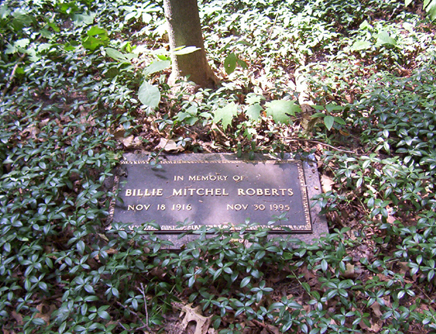 IN MEMORY OF
BILLIE MITCHEL ROBERTS
NOV 18 1916 NOV 30 1995